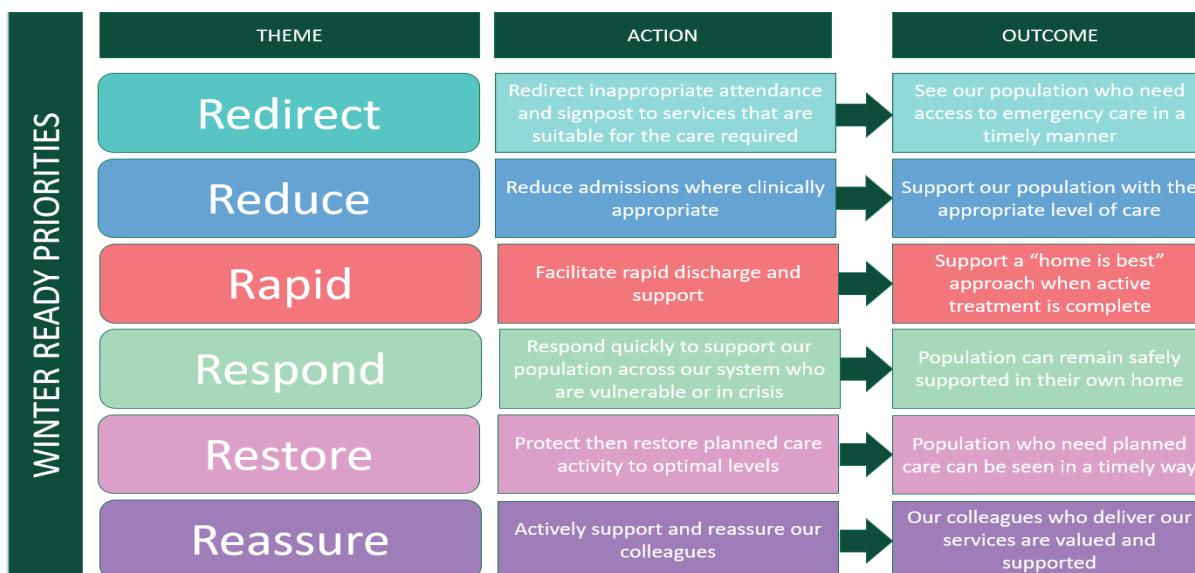 WINTER READY PRIORITIES
THEME
ACTION
OUTCOME
Redirect
Redirect inappropriate attendance
and signpost to services that are
suitable for the care required
See our population who need
access to emergency care in a
timely manner
Reduce
Reduce admissions where clinically
appropriate
Support our population with the
appropriate level of care
Rapid
Facilitate rapid discharge and
support
Support a “home is best”
approach when active
treatment is complete
Respond
Respond quickly to support our
population across our system who
are vulnerable or in crisis
Population can remain safely
supported in their own home
Restore
Protect then restore planned care
activity to optimal levels
Population who need planned
care can be seen in a timely way
Reassure
Actively support and reassure our
colleagues
Our colleagues who deliver our
services are valued and
supported